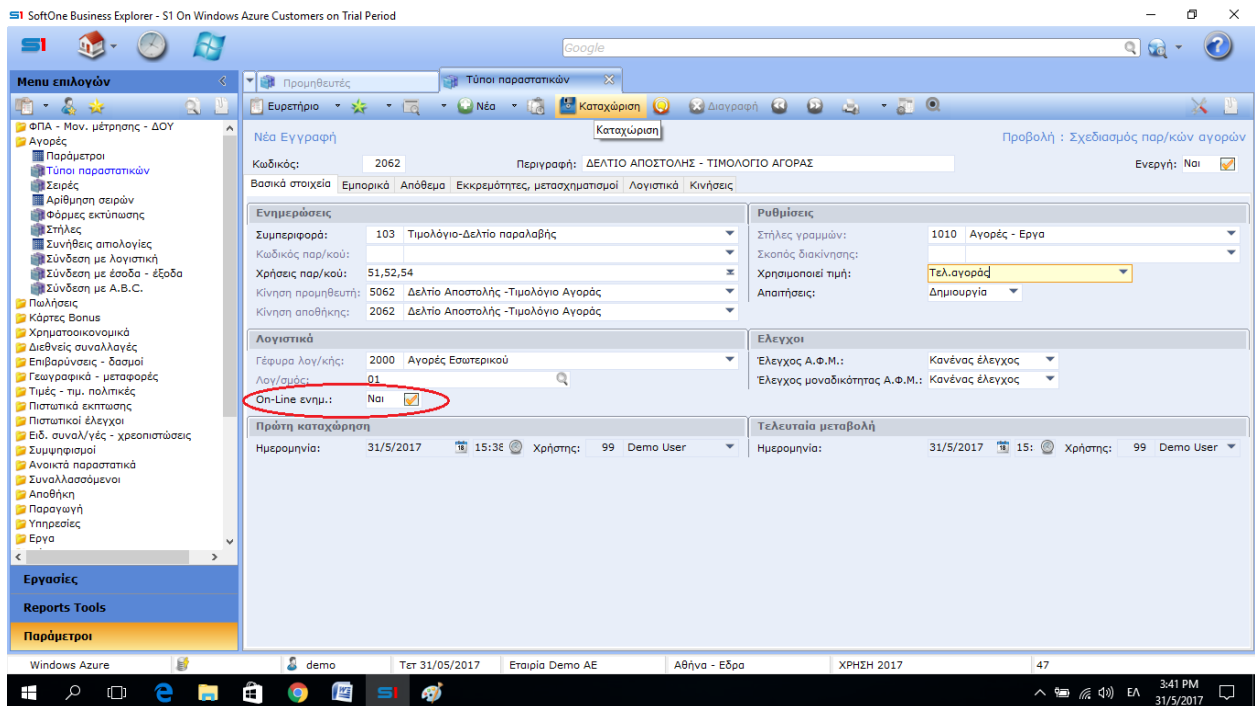 SoftOne Business Explorer - S1 On Windows Azure Customers on Trial Period
Google
Menu επιλογών
Προμηθευτές
Τύποι παραστατικών
Ευρετήριο
Νέα
Καταχώριση
Διαγραφή
Καταχώριση
ΦΠΑ - Μον. μέτρησης - ΔΟΥ
Αγορές
Παράμετροι
Τύποι παραστατικών
Σειρές
Αρίθμηση σειρών
Φόρμες εκτύπωσης
Στήλες
Συνήθεις αιτιολογίες
Σύνδεση με λογιστική
Σύνδεση με έσοδα - έξοδα
Σύνδεση με A.B.C.
Πωλήσεις
Κάρτες Bonus
Χρηματοοικονομικά
Διεθνείς συναλλαγές
Επιβαρύνσεις - δασμοί
Γεωγραφικά - μεταφορές
Τιμές - τιμ. πολιτικές
Πιστωτικά εκπτωσης
Πιστωτικοί έλεγχοι
Ειδ. συναλ/γές - χρεοπιστώσεις
Συμψηφισμοί
Ανοικτά παραστατικά
Συναλλασσόμενοι
Αποθήκη
Παραγωγή
Υπηρεσίες
Εργα
Εργασίες
Reports Tools
Παράμετροι
Νέα Εγγραφή
Προβολή : Σχεδιασμός παρ/κών αγορών
Κωδικός: 2062 Περιγραφή: ΔΕΛΤΙΟ ΑΠΟΣΤΟΛΗΣ - ΤΙΜΟΛΟΓΙΟ ΑΓΟΡΑΣ Ενεργή: Ναι
Βασικά στοιχεία Εμπορικά Απόθεμα Εκκρεμότητες, μετασχηματισμοί Λογιστικά Κινήσεις
Ενημερώσεις
Συμπεριφορά: 103 Τιμολόγιο-Δελτίο παραλαβής
Κωδικός παρ/κού:
Χρήσεις παρ/κού: 51,52,54
Κίνηση προμηθευτή: 5062 Δελτίο Αποστολής -Τιμολόγιο Αγοράς
Κίνηση αποθήκης: 2062 Δελτίο Αποστολής -Τιμολόγιο Αγοράς
Ρυθμίσεις
Στήλες γραμμών: 1010 Αγορές - Εργα
Σκοπός διακίνησης:
Χρησιμοποιεί τιμή: Τελ.αγοράς
Απαιτήσεις: Δημιουργία
Λογιστικά
Γέφυρα λογ/κής: 2000 Αγορές Εσωτερικού
Λογ/σμός: 01
On-Line ενημ.: Ναι
Ελεγχοι
Έλεγχος Α.Φ.Μ.: Κανένας έλεγχος
Έλεγχος μοναδικότητας Α.Φ.Μ.: Κανένας έλεγχος
Πρώτη καταχώρηση
Ημερομηνία: 31/5/2017 15:38 Χρήστης: 99 Demo User
Τελευταία μεταβολή
Ημερομηνία: 31/5/2017 15: Χρήστης: 99 Demo User
Windows Azure demo Τετ 31/05/2017 Εταιρία Demo AE Αθήνα - Εδρα ΧΡΗΣΗ 2017 47
ΕΛ
3:41 PM
31/5/2017